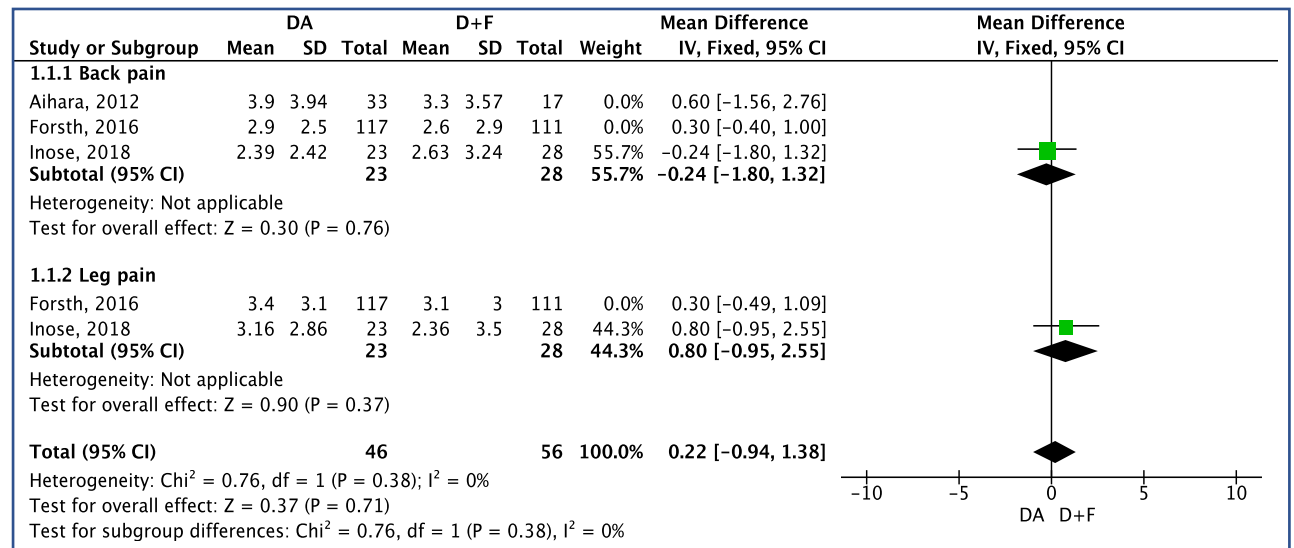 DA D+F Mean Difference Mean Difference
Study or Subgroup Mean SD Total Mean SD Total Weight IV, Fixed, 95% CI IV, Fixed, 95% CI
1.1.1 Back pain
Aihara, 2012 3.9 3.94 33 3.3 3.57 17 0.0% 0.60 [−1.56, 2.76]
Forsth, 2016 2.9 2.5 117 2.6 2.9 111 0.0% 0.30 [−0.40, 1.00]
Inose, 2018 2.39 2.42 23 2.63 3.24 28 55.7% −0.24 [−1.80, 1.32]
Subtotal (95% CI) 23 28 55.7% −0.24 [−1.80, 1.32]
Heterogeneity: Not applicable
Test for overall effect: Z = 0.30 (P = 0.76)
1.1.2 Leg pain
Forsth, 2016 3.4 3.1 117 3.1 3 111 0.0% 0.30 [−0.49, 1.09]
Inose, 2018 3.16 2.86 23 2.36 3.5 28 44.3% 0.80 [−0.95, 2.55]
Subtotal (95% CI) 23 28 44.3% 0.80 [−0.95, 2.55]
Heterogeneity: Not applicable
Test for overall effect: Z = 0.90 (P = 0.37)
Total (95% CI) 46 56 100.0% 0.22 [−0.94, 1.38]
Heterogeneity: Chi² = 0.76, df = 1 (P = 0.38); I² = 0%
Test for overall effect: Z = 0.37 (P = 0.71)
Test for subgroup differences: Chi² = 0.76, df = 1 (P = 0.38), I² = 0%
−10 −5 0 5 10
DA D+F